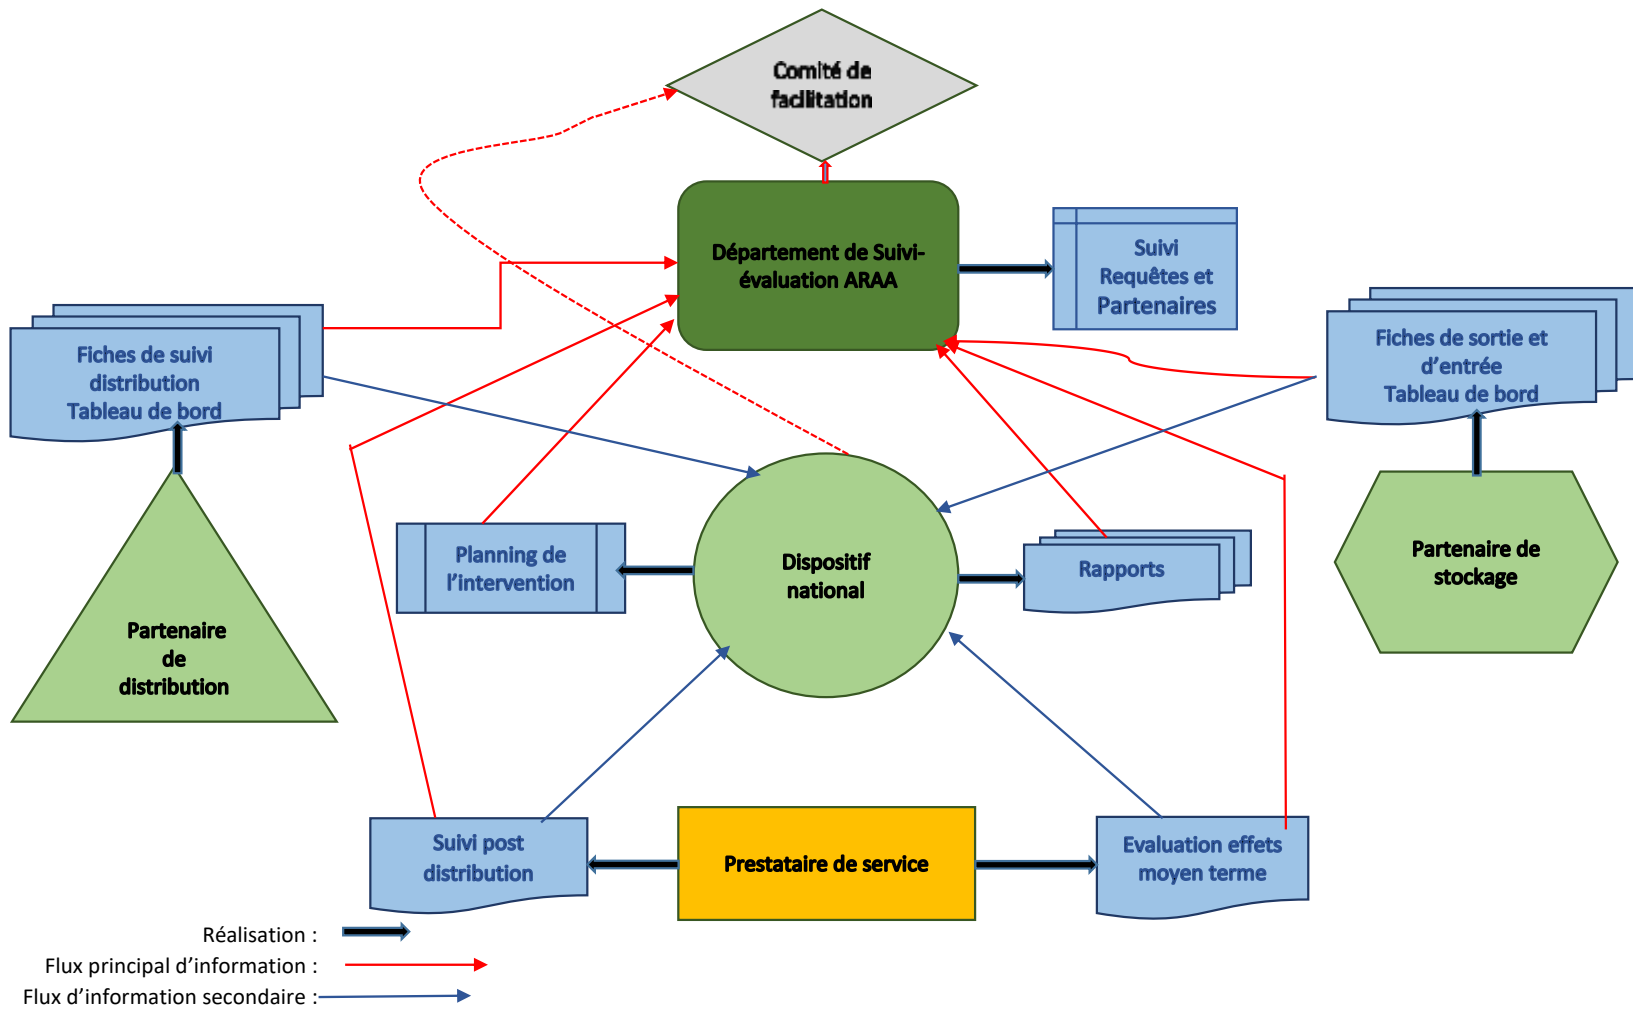 Comité de
facilitation
Département de Suivi-
évaluation ARAA
Suivi
Requêtes et
Partenaires
Fiches de suivi
distribution
Tableau de bord
Fiches de sortie et
d’entrée
Tableau de bord
Planning de
l’intervention
Dispositif
national
Rapports
Partenaire de
stockage
Partenaire
de
distribution
Suivi post
distribution
Prestataire de service
Evaluation effets
moyen terme
Réalisation :
Flux principal d’information :
Flux d’information secondaire :